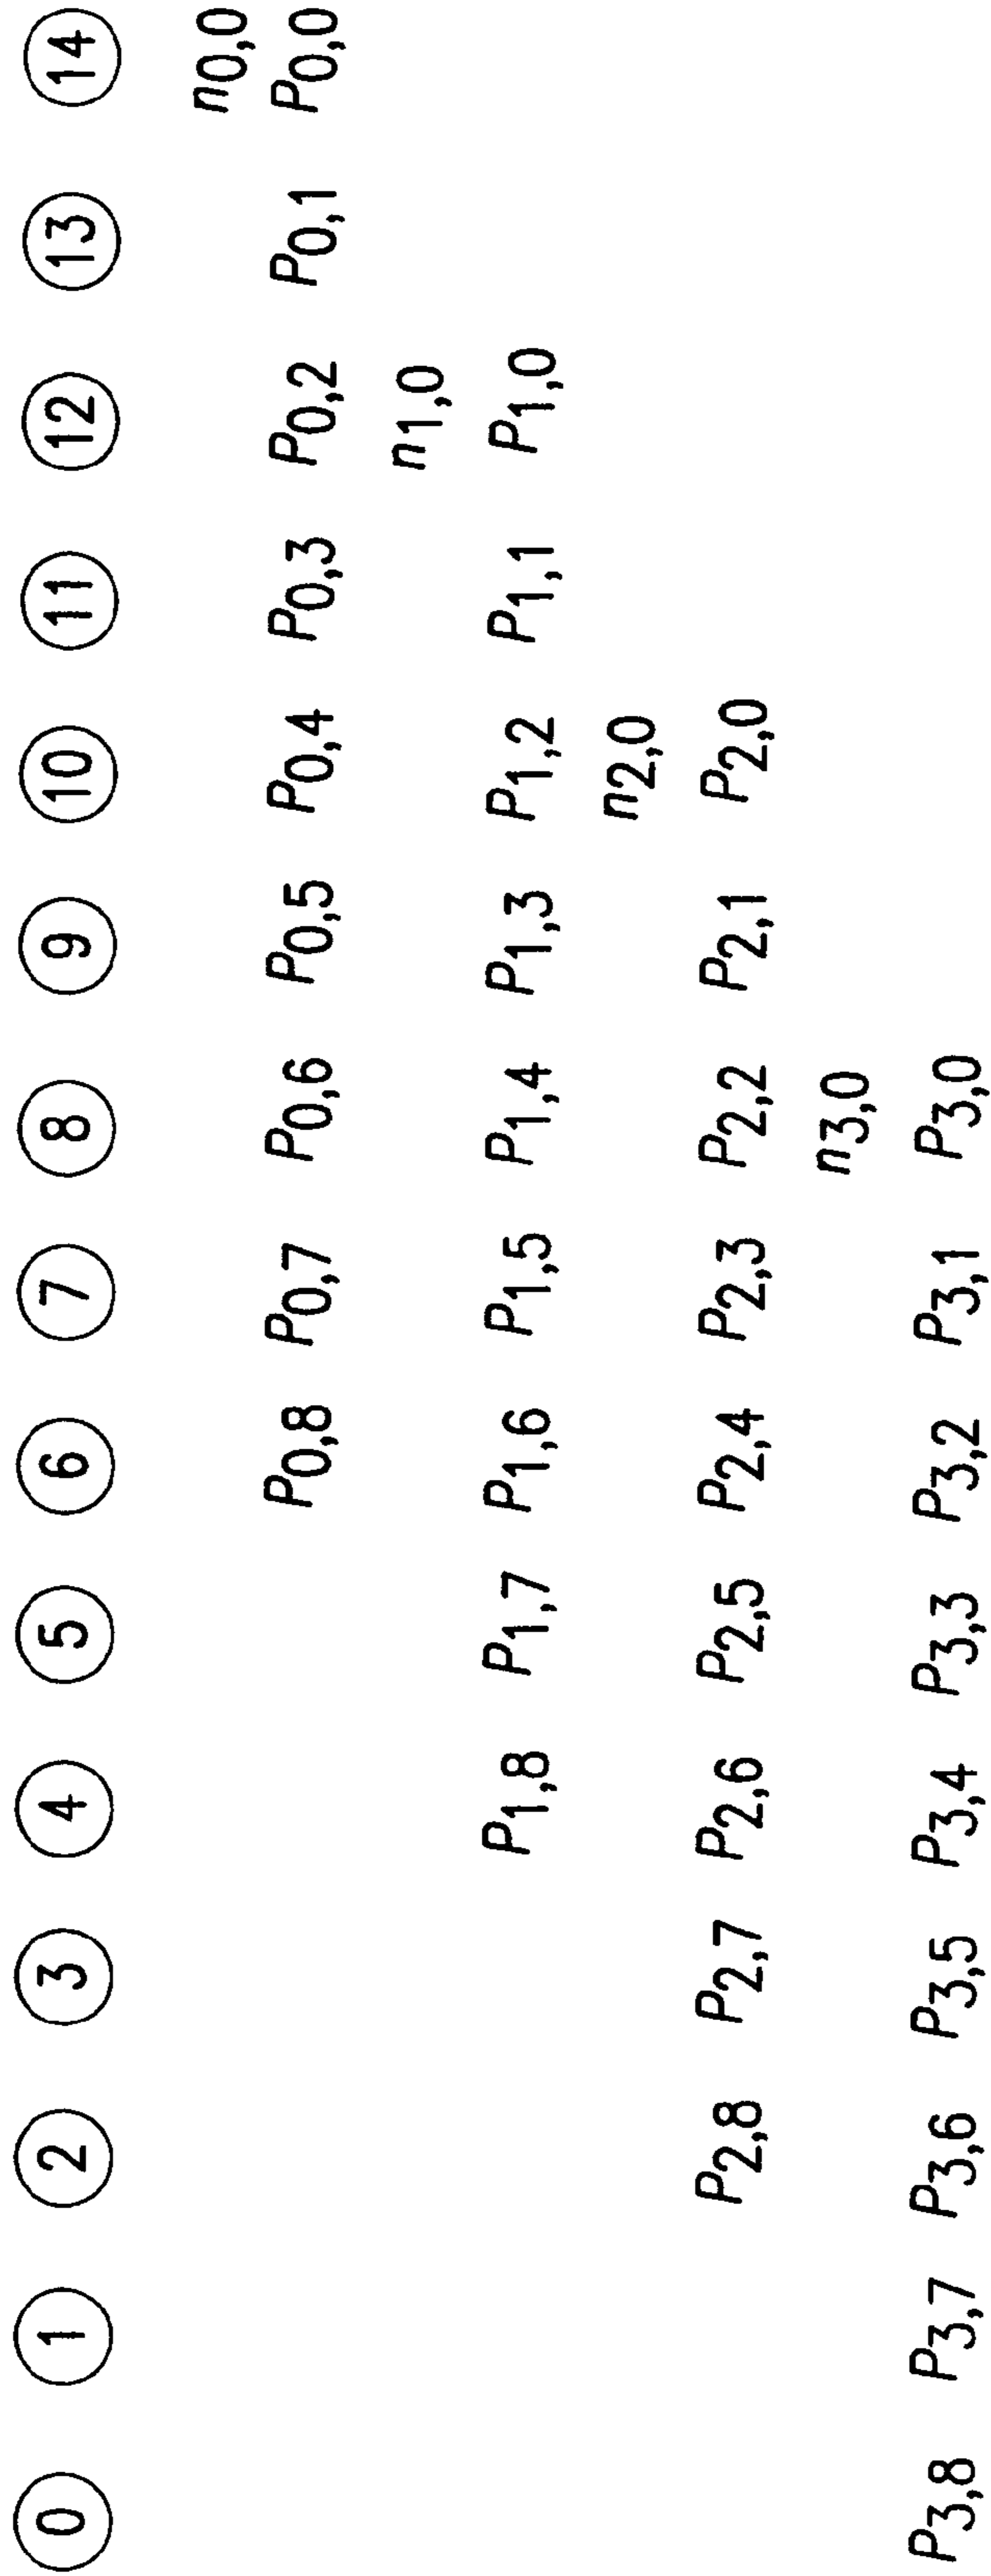 0 1 2 3 4 5 6 7 8 9 10 11 12 13 14
n0,0
P0,8 P0,7 P0,6 P0,5 P0,4 P0,3 P0,2 P0,1 P0,0
n1,0
P1,8 P1,7 P1,6 P1,5 P1,4 P1,3 P1,2 P1,1 P1,0
n2,0
P2,8 P2,7 P2,6 P2,5 P2,4 P2,3 P2,2 P2,1 P2,0
n3,0
P3,8 P3,7 P3,6 P3,5 P3,4 P3,3 P3,2 P3,1 P3,0